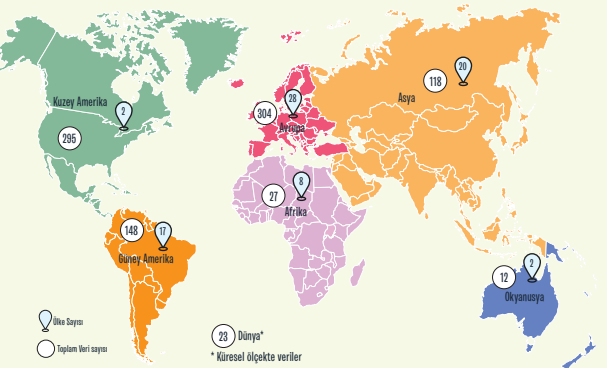 20
118
Asya
Kuzey Amerika
2
295
28
304
Avrupa
8
27
Afrika
148
17
Güney Amerika
2
12
Okyanusya
Ülke Sayısı
Toplam Veri sayısı
23 Dünya*
* Küresel ölçekte veriler